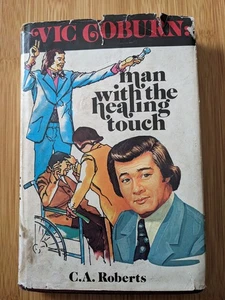 VIC COBURN:
man
with the
healing
touch
C.A. Roberts